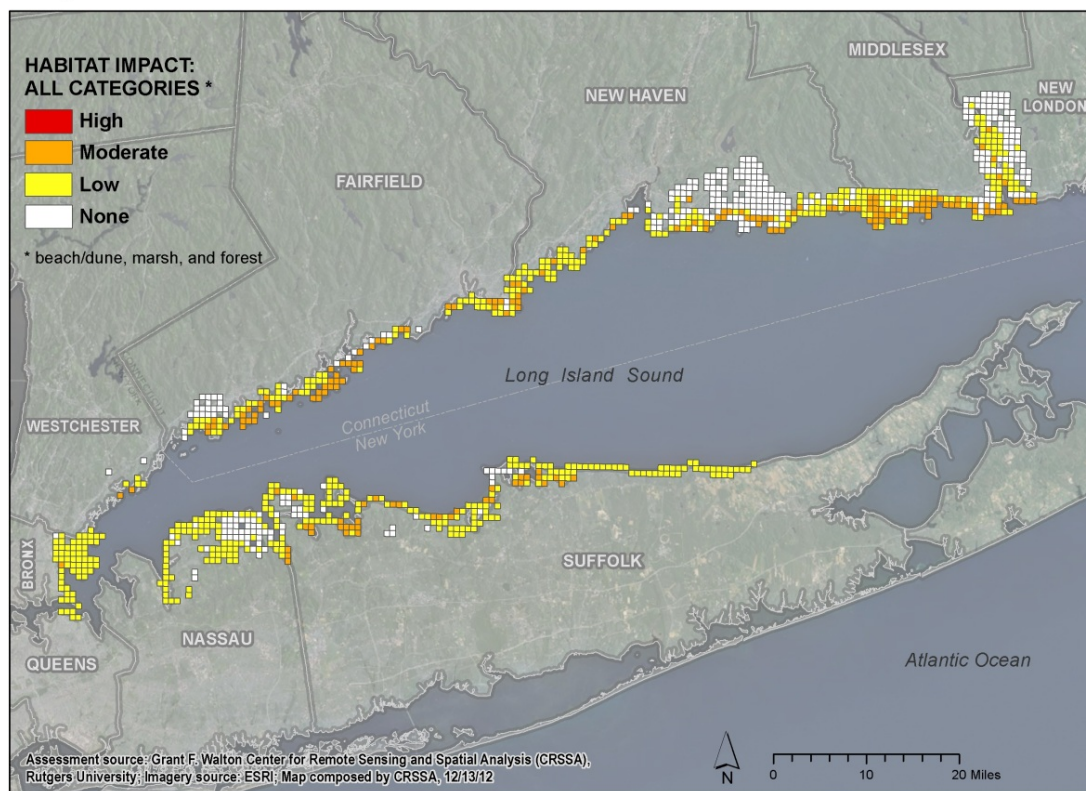 HABITAT IMPACT:
ALL CATEGORIES *
High
Moderate
Low
None
* beach/dune, marsh, and forest
MIDDLESEX
NEW
LONDON
NEW HAVEN
FAIRFIELD
WESTCHESTER
Long Island Sound
Connecticut
New York
BRONX
SUFFOLK
NASSAU
QUEENS
Atlantic Ocean
Assessment source: Grant F. Walton Center for Remote Sensing and Spatial Analysis (CRSSA),
Rutgers University; Imagery source: ESRI; Map composed by CRSSA, 12/13/12
N
0 10 20 Miles